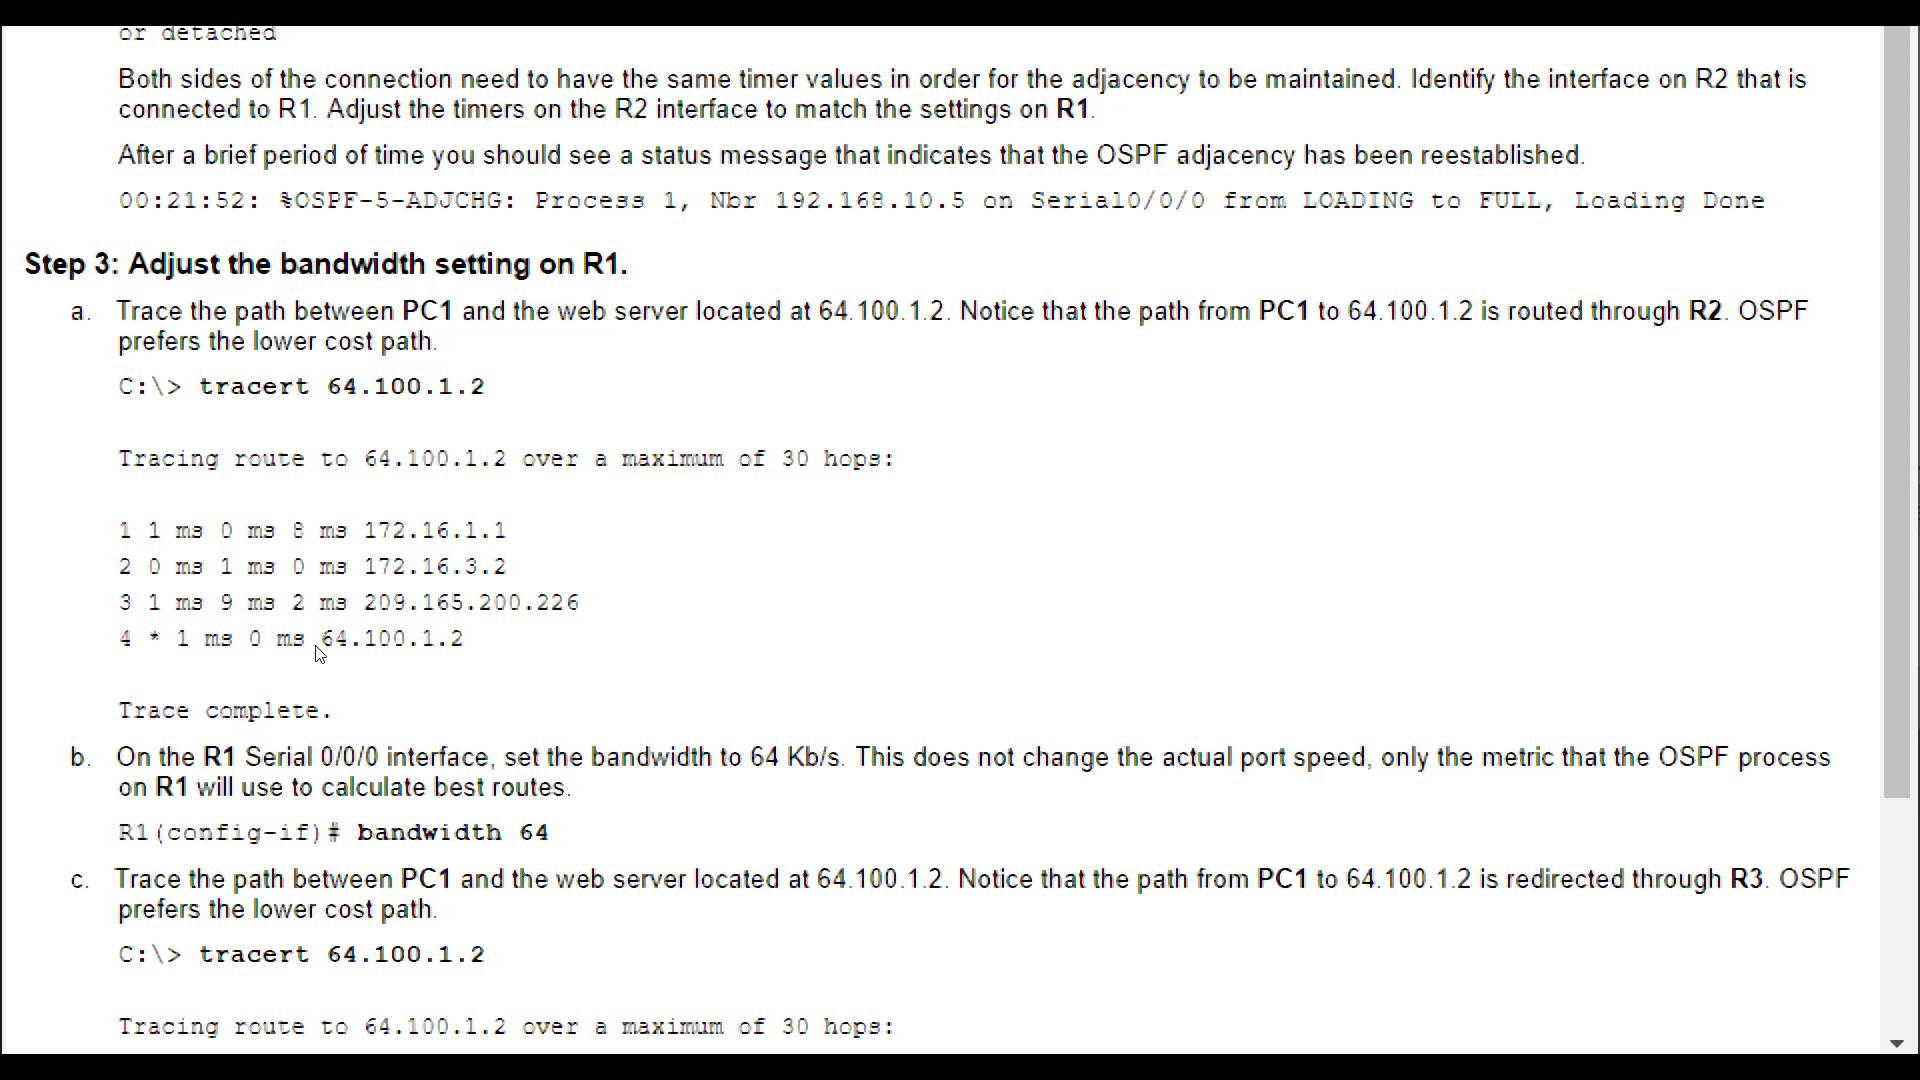 or detached
Both sides of the connection need to have the same timer values in order for the adjacency to be maintained. Identify the interface on R2 that is
connected to R1. Adjust the timers on the R2 interface to match the settings on R1.
After a brief period of time you should see a status message that indicates that the OSPF adjacency has been reestablished.
00:21:52: %OSPF-5-ADJCHG: Process 1, Nbr 192.168.10.5 on Serial0/0/0 from LOADING to FULL, Loading Done
Step 3: Adjust the bandwidth setting on R1.
a. Trace the path between PC1 and the web server located at 64.100.1.2. Notice that the path from PC1 to 64.100.1.2 is routed through R2. OSPF
prefers the lower cost path.
C:\> tracert 64.100.1.2
Tracing route to 64.100.1.2 over a maximum of 30 hops:
1 1 ms 0 ms 8 ms 172.16.1.1
2 0 ms 1 ms 0 ms 172.16.3.2
3 1 ms 9 ms 2 ms 209.165.200.226
4 * 1 ms 0 ms 64.100.1.2
Trace complete.
b. On the R1 Serial 0/0/0 interface, set the bandwidth to 64 Kb/s. This does not change the actual port speed, only the metric that the OSPF process
on R1 will use to calculate best routes.
R1(config-if)# bandwidth 64
c. Trace the path between PC1 and the web server located at 64.100.1.2. Notice that the path from PC1 to 64.100.1.2 is redirected through R3. OSPF
prefers the lower cost path.
C:\> tracert 64.100.1.2
Tracing route to 64.100.1.2 over a maximum of 30 hops: